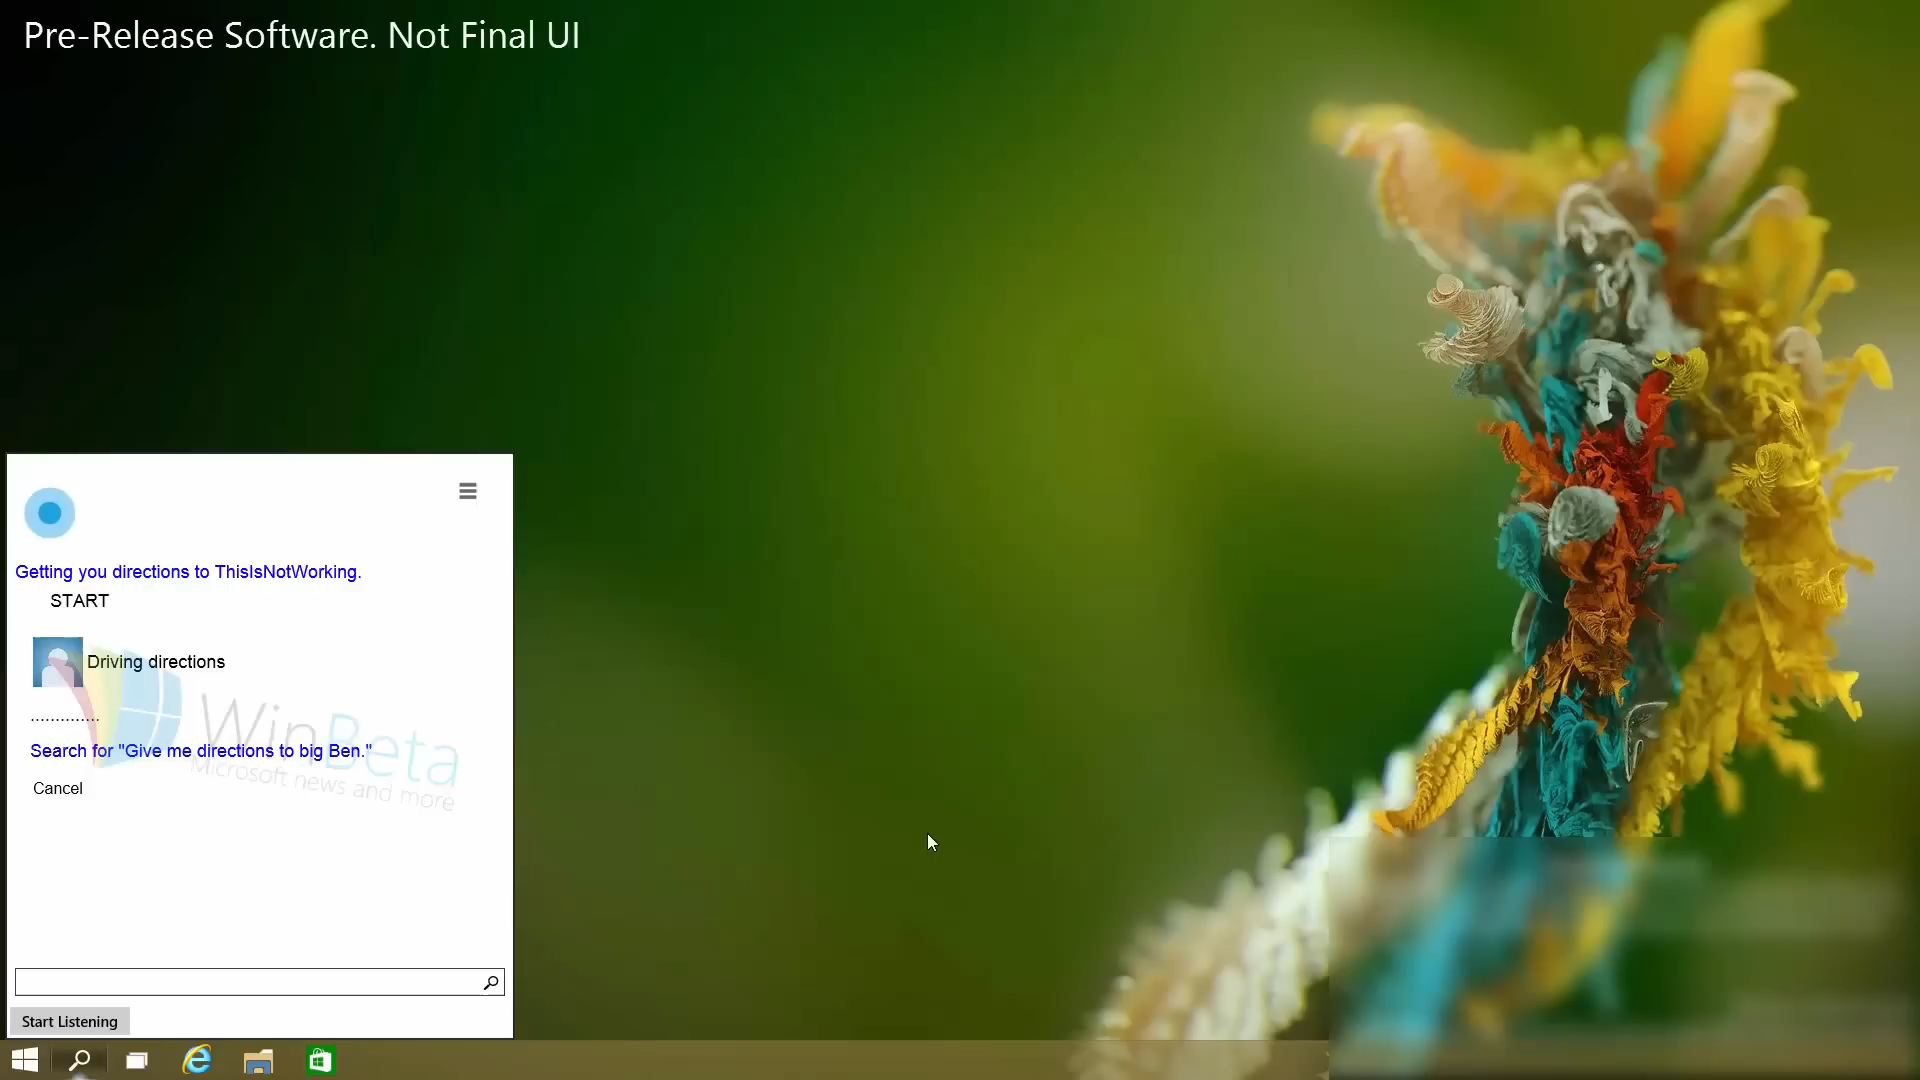 Pre-Release Software. Not Final UI
Getting you directions to ThisIsNotWorking.
START
Driving directions
..............
WinBeta
Microsoft news and more
Search for "Give me directions to big Ben."
Cancel
Start Listening